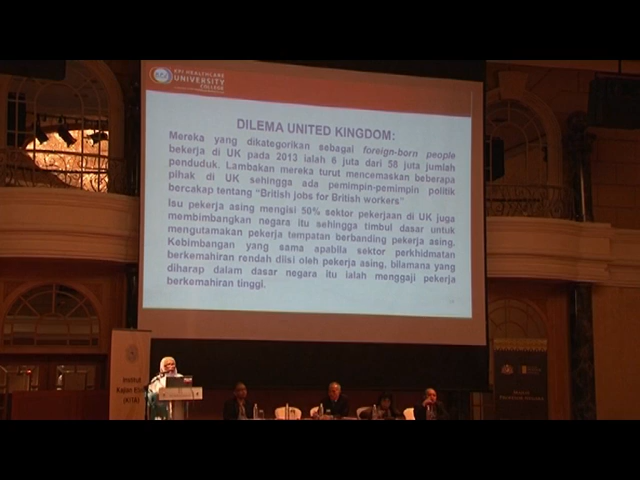 KPJ HEALTHCARE
UNIVERSITY
COLLEGE
DILEMA UNITED KINGDOM:
Mereka yang dikategorikan sebagai foreign-born people
bekerja di UK pada 2013 ialah 6 juta dari 58 juta jumlah
penduduk. Lambakan mereka turut mencemaskan beberapa
pihak di UK sehingga ada pemimpin-pemimpin politik
bercakap tentang "British jobs for British workers"
Isu pekerja asing mengisi 50% sektor pekerjaan di UK juga
membimbangkan negara itu sehingga timbul dasar untuk
mengutamakan pekerja tempatan berbanding pekerja asing.
Kebimbangan yang sama apabila sektor perkhidmatan
berkemahiran rendah diisi oleh pekerja asing, bilamana yang
diharap dalam dasar negara itu ialah menggaji pekerja
berkemahiran tinggi.
Institut
Kajian